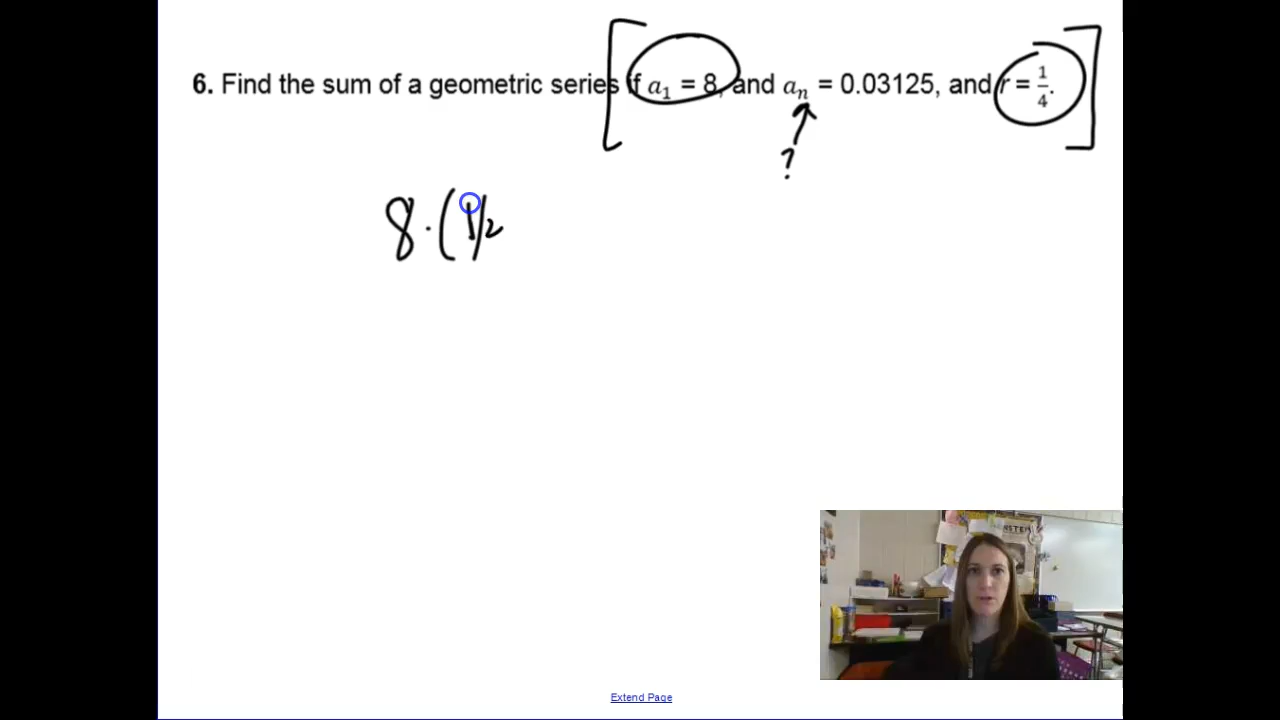 6. Find the sum of a geometric series if a₁ = 8, and aₙ = 0.03125, and r = 1/4.
?
8 · (1/2
Extend Page